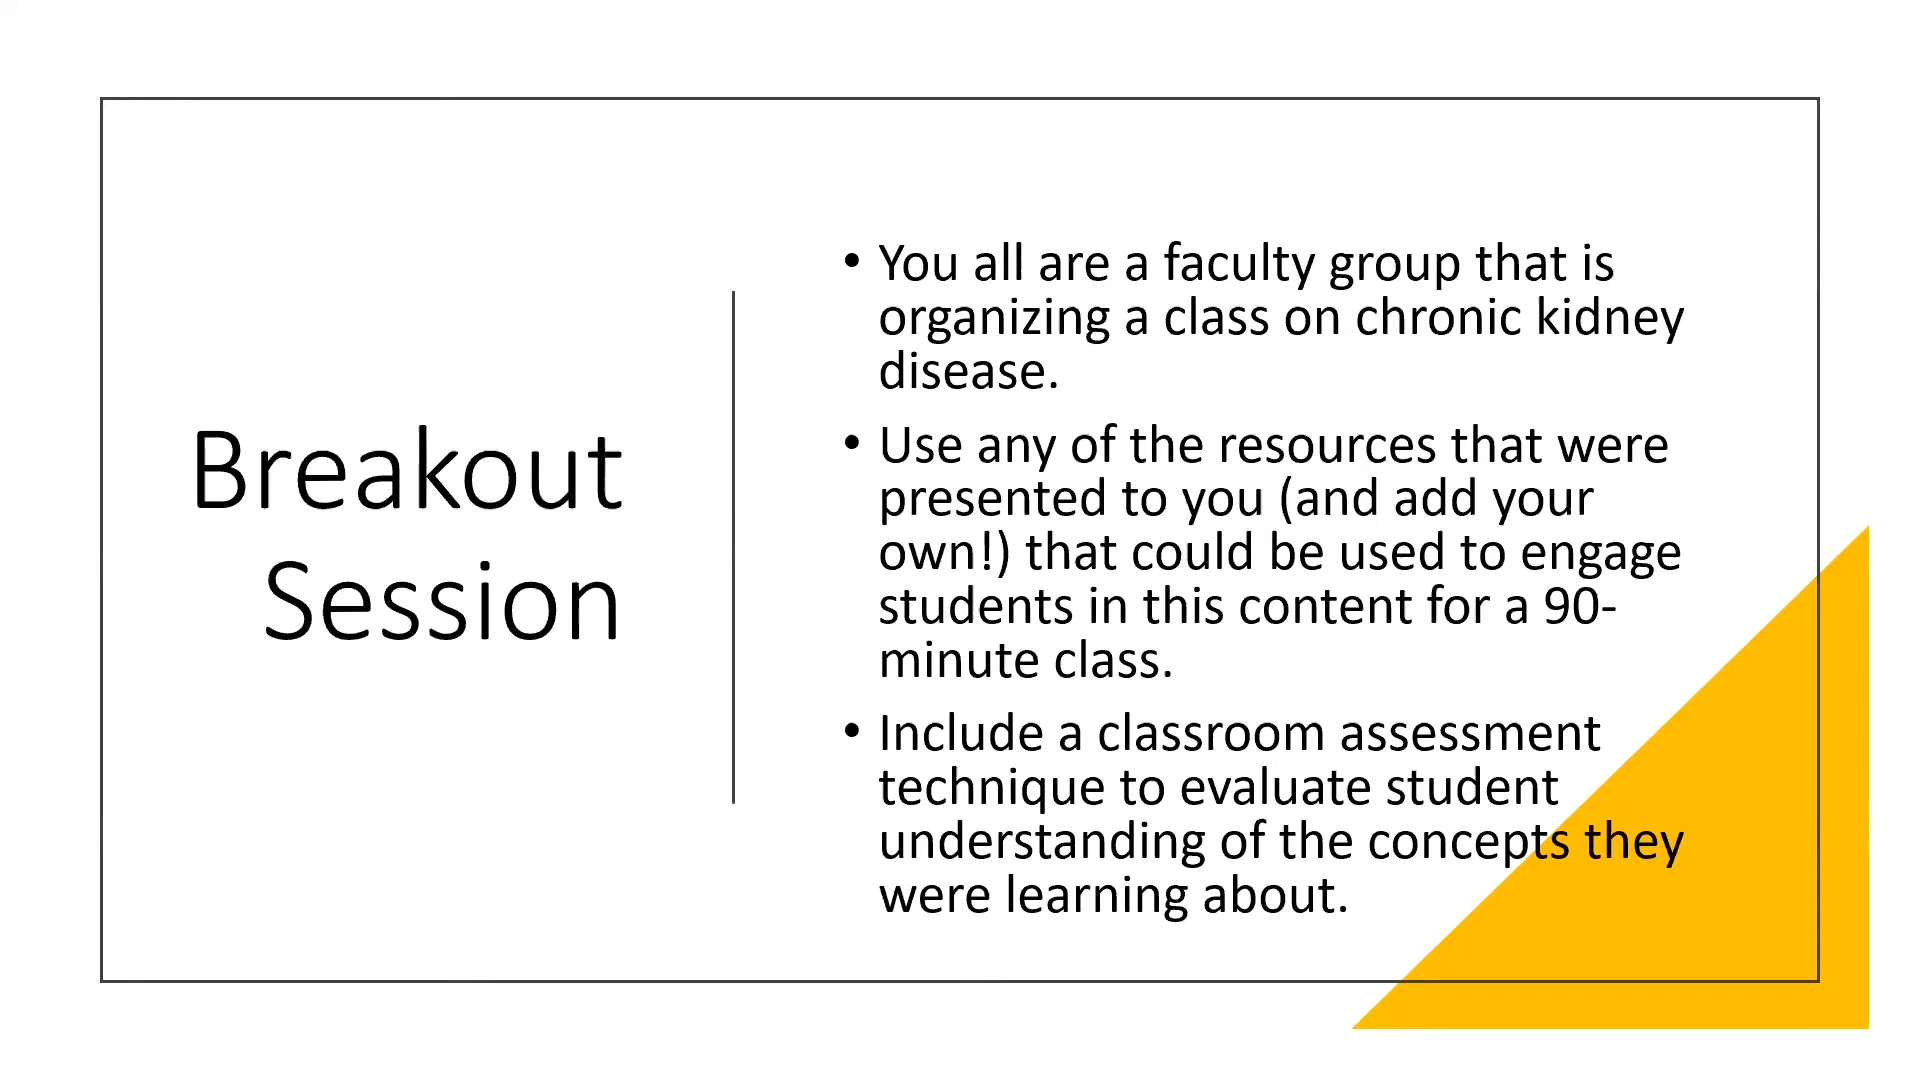 Breakout
Session
• You all are a faculty group that is
organizing a class on chronic kidney
disease.
• Use any of the resources that were
presented to you (and add your
own!) that could be used to engage
students in this content for a 90-
minute class.
• Include a classroom assessment
technique to evaluate student
understanding of the concepts they
were learning about.